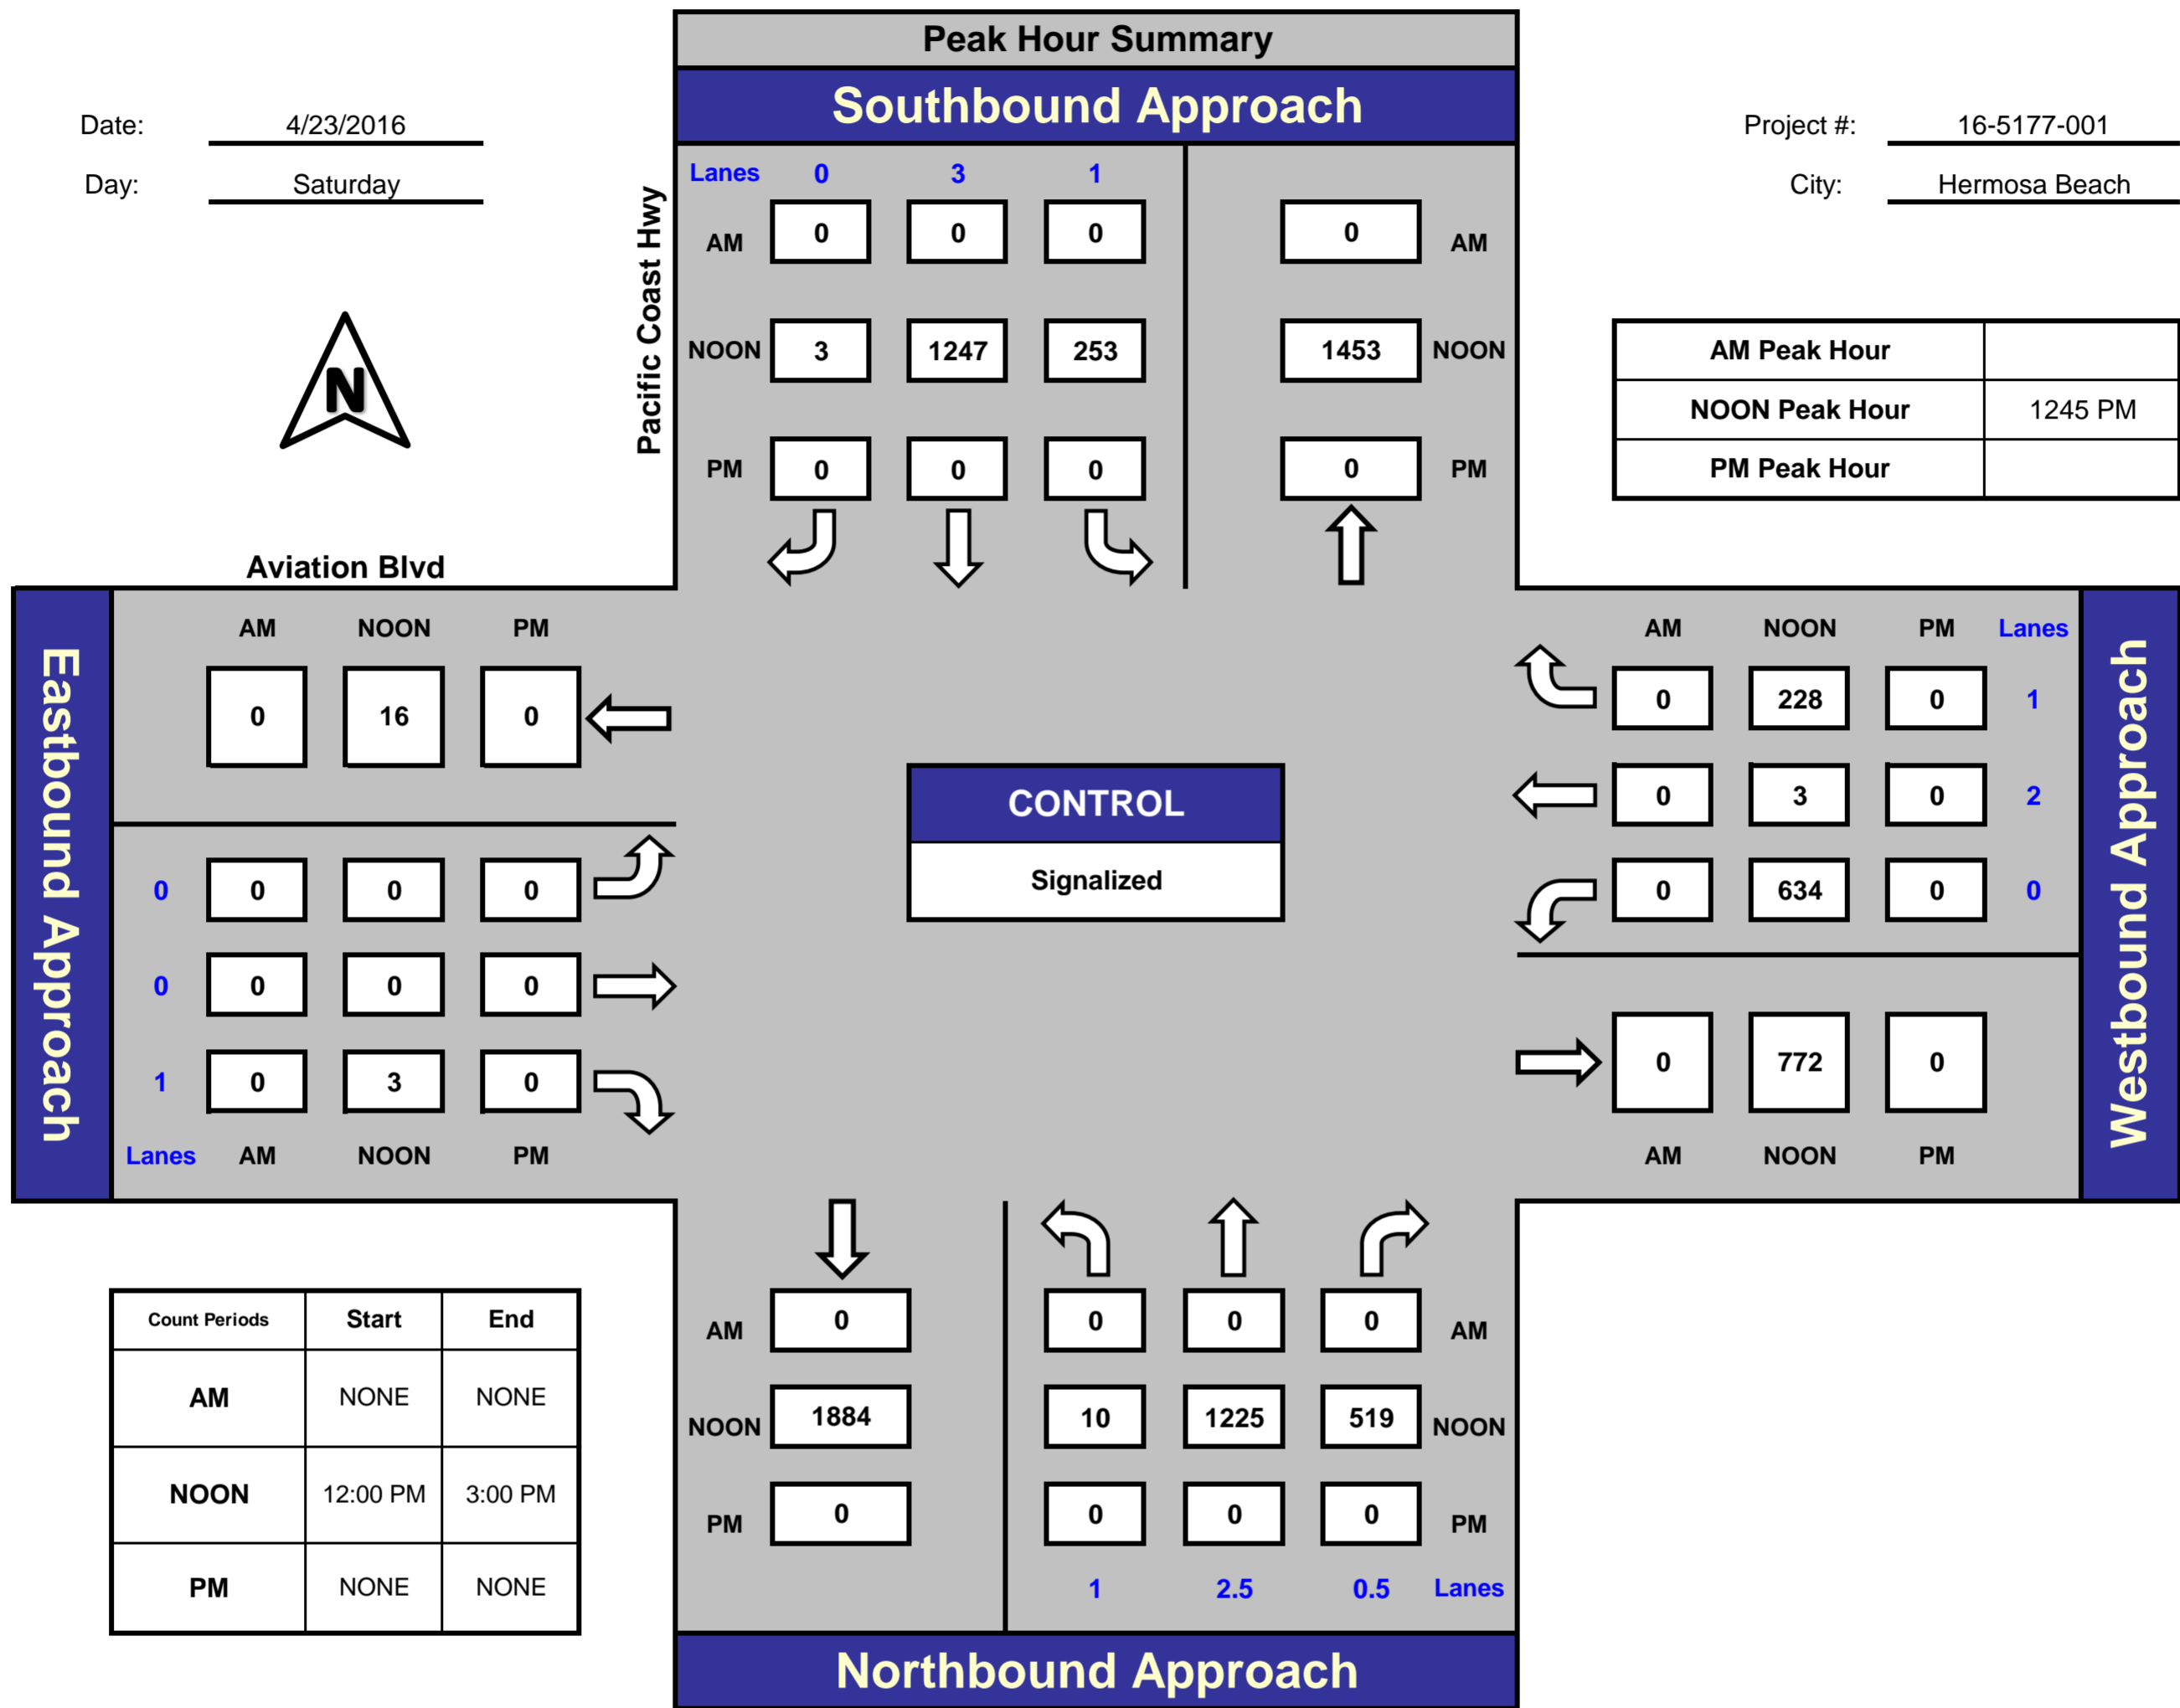 Peak Hour Summary
Southbound Approach
Date: 4/23/2016
Day: Saturday
Project #: 16-5177-001
City: Hermosa Beach
N
Pacific Coast Hwy
Lanes 0 3 1
AM 0 0 0 0 AM
NOON 3 1247 253 1453 NOON
PM 0 0 0 0 PM
AM Peak Hour
NOON Peak Hour 1245 PM
PM Peak Hour
Aviation Blvd
Eastbound Approach
AM NOON PM
0 16 0
0 0 0 0
0 0 0 0
1 0 3 0
Lanes AM NOON PM
CONTROL
Signalized
AM NOON PM Lanes
0 228 0 1
0 3 0 2
0 634 0 0
0 772 0
AM NOON PM
Westbound Approach
Count Periods Start End
AM NONE NONE
NOON 12:00 PM 3:00 PM
PM NONE NONE
AM 0 0 0 0 AM
NOON 1884 10 1225 519 NOON
PM 0 0 0 0 PM
1 2.5 0.5 Lanes
Northbound Approach